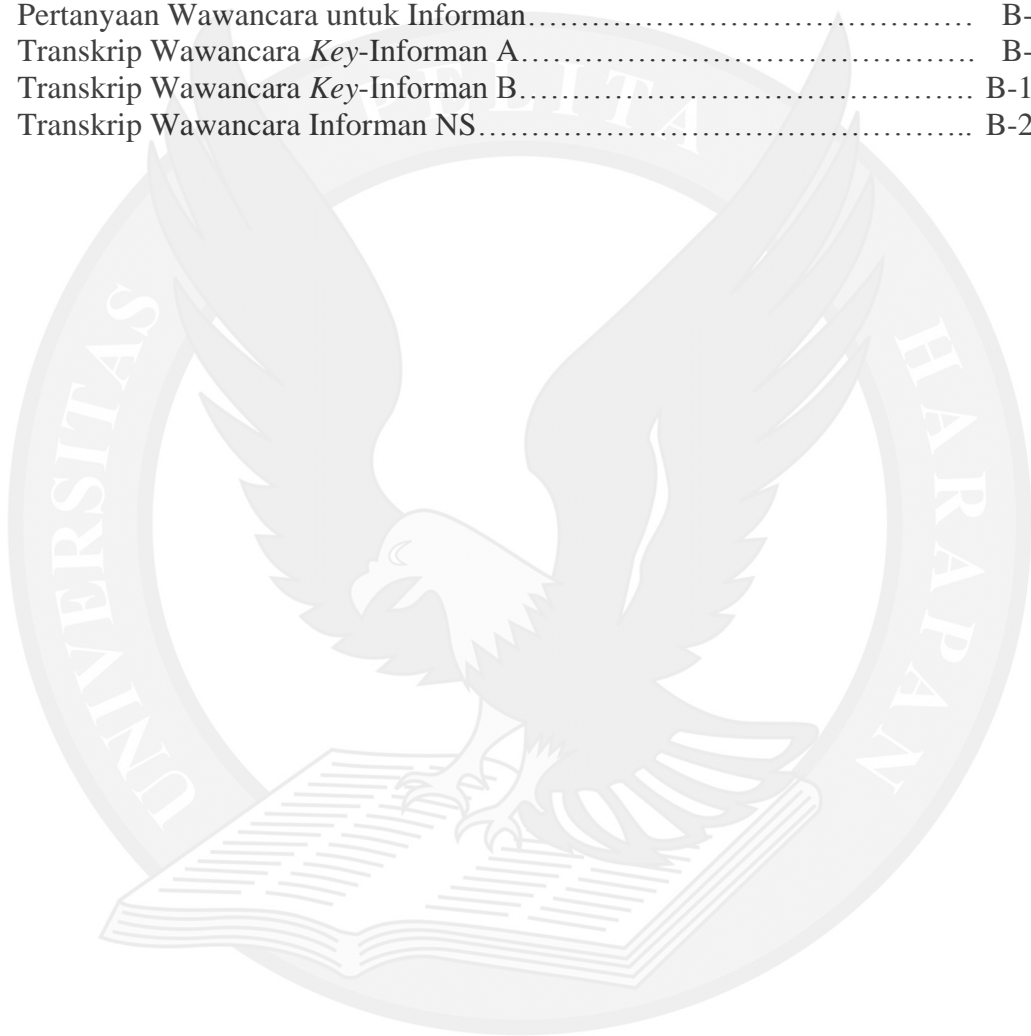 Pertanyaan Wawancara untuk Informan………………………………………… B-
Transkrip Wawancara Key-Informan A…………………………………………. B-
Transkrip Wawancara Key-Informan B…………………………………………. B-1
Transkrip Wawancara Informan NS…………………………………………….. B-2
UNIVERSITAS PELITA HARAPAN